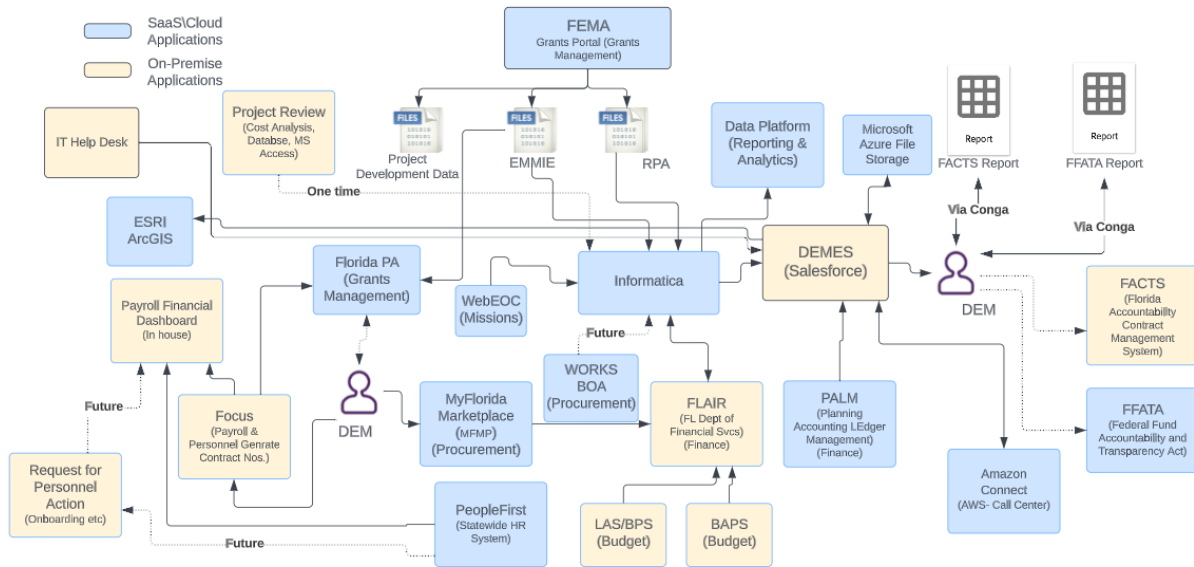 SaaS\Cloud
Applications
On-Premise
Applications
FEMA
Grants Portal (Grants
Management)
IT Help Desk
Project Review
(Cost Analysis,
Databse, MS
Access)
FILES
Project
Development Data
FILES
EMMIE
FILES
RPA
Data Platform
(Reporting &
Analytics)
Microsoft
Azure File
Storage
Report
FACTS Report
Report
FFATA Report
One time
Via Conga
Via Conga
ESRI
ArcGIS
Florida PA
(Grants
Management)
WebEOC
(Missions)
Informatica
DEMES
(Salesforce)
DEM
FACTS
(Florida
Accountability
Contract
Management
System)
Payroll Financial
Dashboard
(In house)
Future
WORKS
BOA
(Procurement)
Future
Focus
(Payroll &
Personnel Genrate
Contract Nos.)
DEM
MyFlorida
Marketplace
(MFMP)
(Procurement)
FLAIR
(FL Dept of
Financial Svcs)
(Finance)
PALM
(Planning
Accounting LEdger
Management)
(Finance)
FFATA
(Federal Fund
Accountability and
Transparency Act)
Request for
Personnel
Action
(Onboarding etc)
Future
PeopleFirst
(Statewide HR
System)
LAS/BPS
(Budget)
BAPS
(Budget)
Amazon
Connect
(AWS- Call Center)